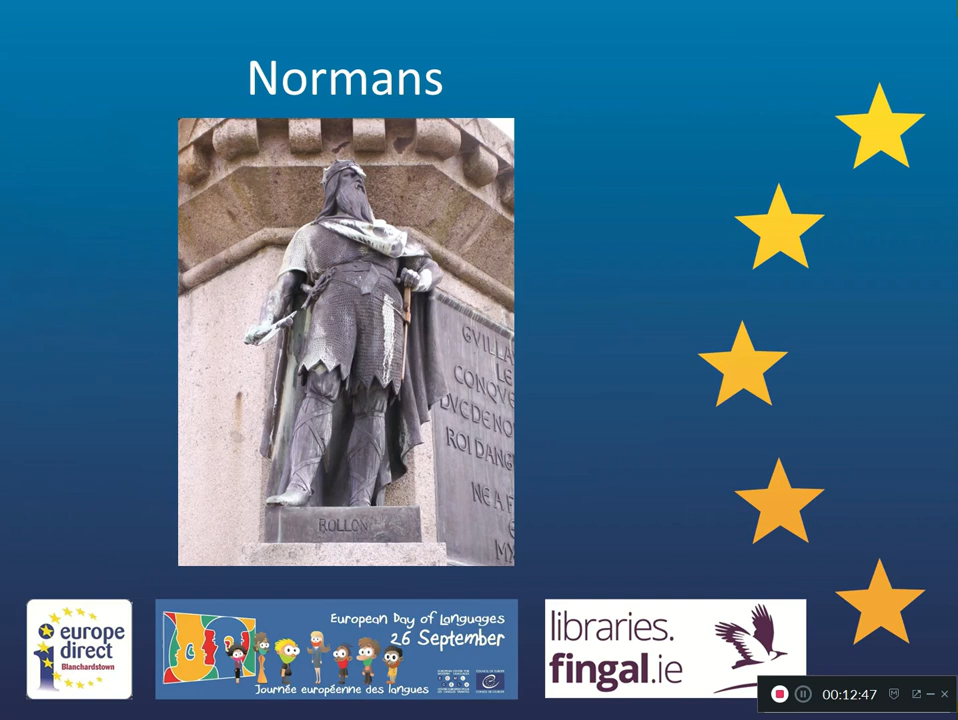 Normans
GVILLA
LE
CONQVE
DVC DE NO
ROI D'ANG
NE A F
MX
ROLLON
europe
direct
Blanchardstown
European Day of Languages
26 September
Journée européenne des langues
libraries.
fingal.ie
00:12:47